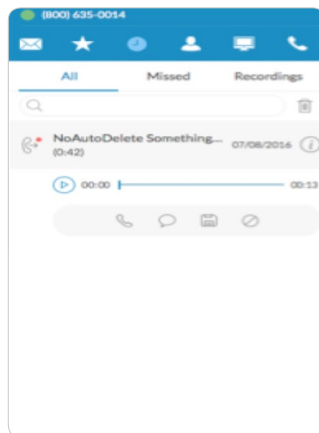 (800) 635-0014
All Missed Recordings
NoAutoDelete Something... 07/08/2016
(0:42)
00:00 00:13